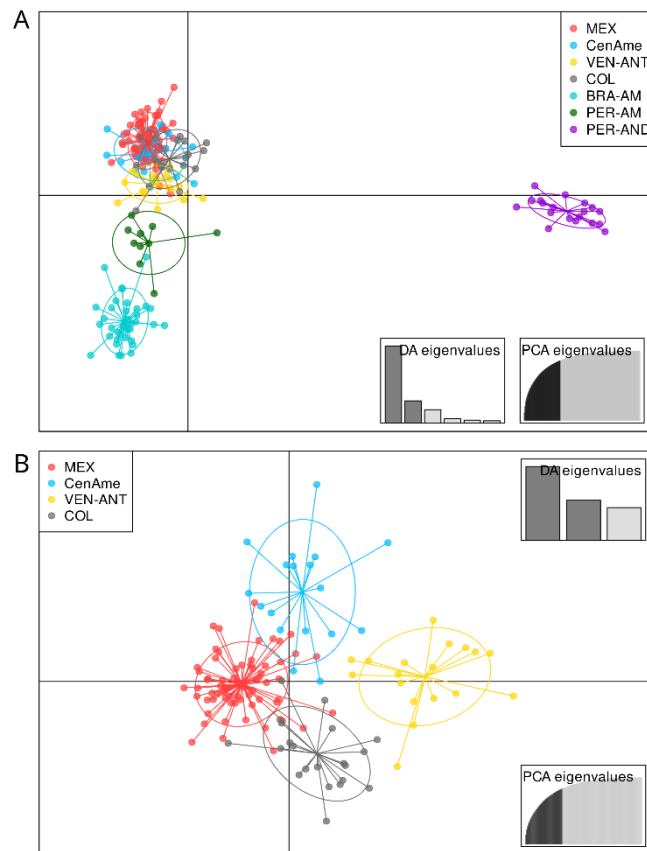 A
MEX
CenAme
VEN-ANT
COL
BRA-AM
PER-AM
PER-AND
DA eigenvalues
PCA eigenvalues
B
MEX
CenAme
VEN-ANT
COL
DA eigenvalues
PCA eigenvalues